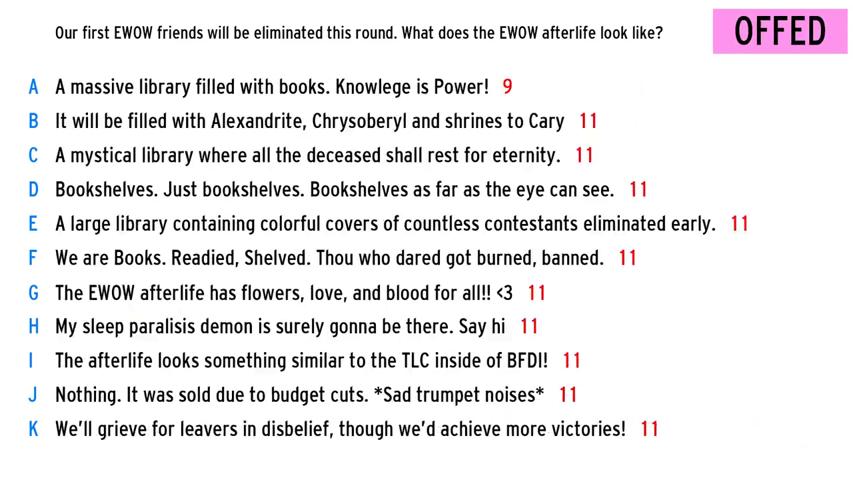 Our first EWOW friends will be eliminated this round. What does the EWOW afterlife look like?
OFFED
A A massive library filled with books. Knowlege is Power! 9
B It will be filled with Alexandrite, Chrysoberyl and shrines to Cary 11
C A mystical library where all the deceased shall rest for eternity. 11
D Bookshelves. Just bookshelves. Bookshelves as far as the eye can see. 11
E A large library containing colorful covers of countless contestants eliminated early. 11
F We are Books. Readied, Shelved. Thou who dared got burned, banned. 11
G The EWOW afterlife has flowers, love, and blood for all!! <3 11
H My sleep paralisis demon is surely gonna be there. Say hi 11
I The afterlife looks something similar to the TLC inside of BFDI! 11
J Nothing. It was sold due to budget cuts. *Sad trumpet noises* 11
K We'll grieve for leavers in disbelief, though we'd achieve more victories! 11